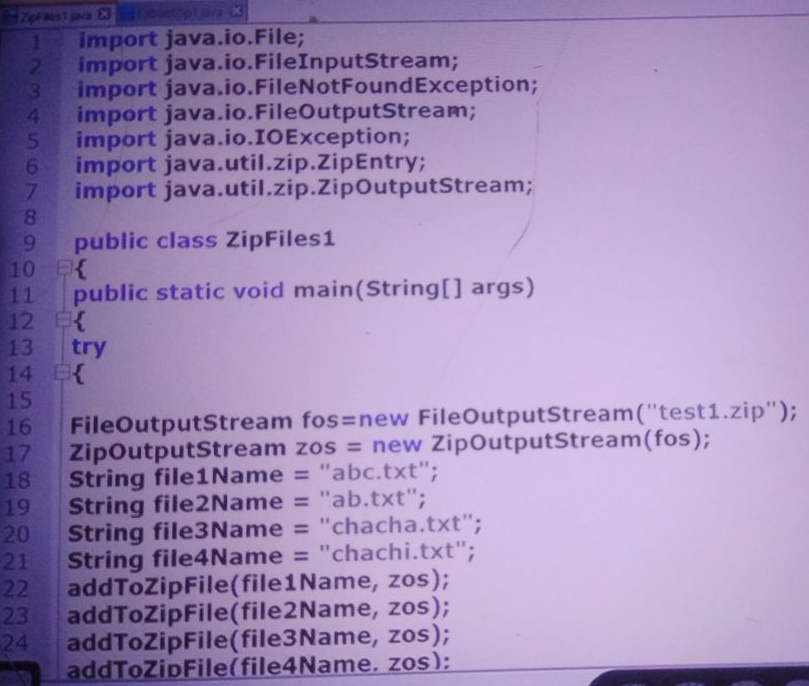 ZipFiles1.java
1 import java.io.File;
2 import java.io.FileInputStream;
3 import java.io.FileNotFoundException;
4 import java.io.FileOutputStream;
5 import java.io.IOException;
6 import java.util.zip.ZipEntry;
7 import java.util.zip.ZipOutputStream;
8
9 public class ZipFiles1
10 {
11 public static void main(String[] args)
12 {
13 try
14 {
15
16 FileOutputStream fos=new FileOutputStream("test1.zip");
17 ZipOutputStream zos = new ZipOutputStream(fos);
18 String file1Name = "abc.txt";
19 String file2Name = "ab.txt";
20 String file3Name = "chacha.txt";
21 String file4Name = "chachi.txt";
22 addToZipFile(file1Name, zos);
23 addToZipFile(file2Name, zos);
24 addToZipFile(file3Name, zos);
addToZipFile(file4Name, zos);